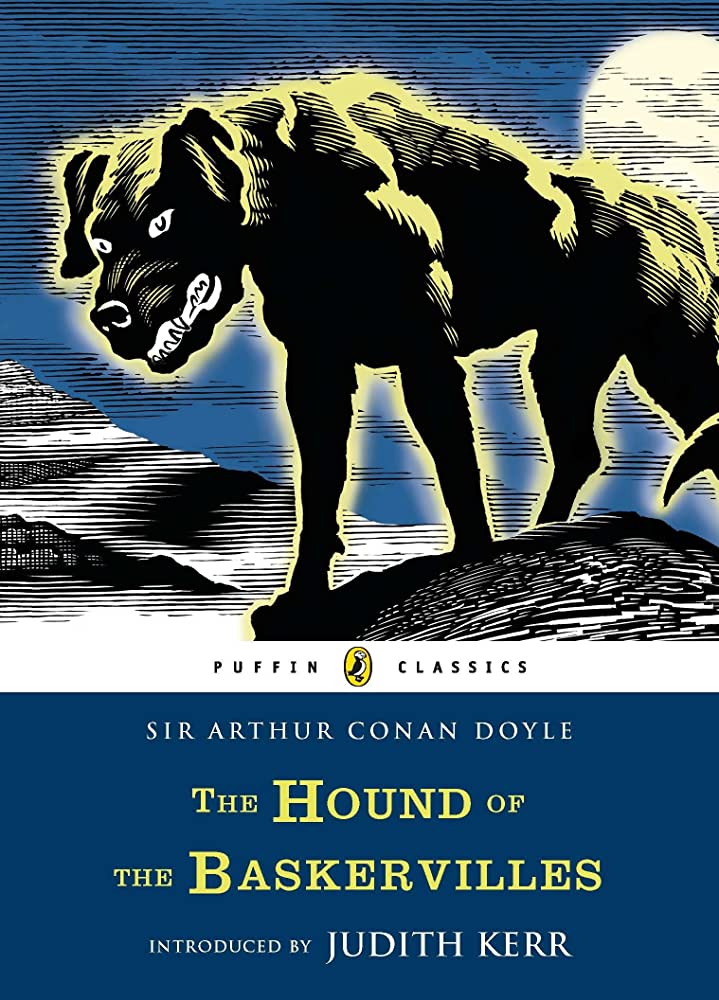 PUFFIN CLASSICS
SIR ARTHUR CONAN DOYLE
THE HOUND OF
THE BASKERVILLES
INTRODUCED BY JUDITH KERR